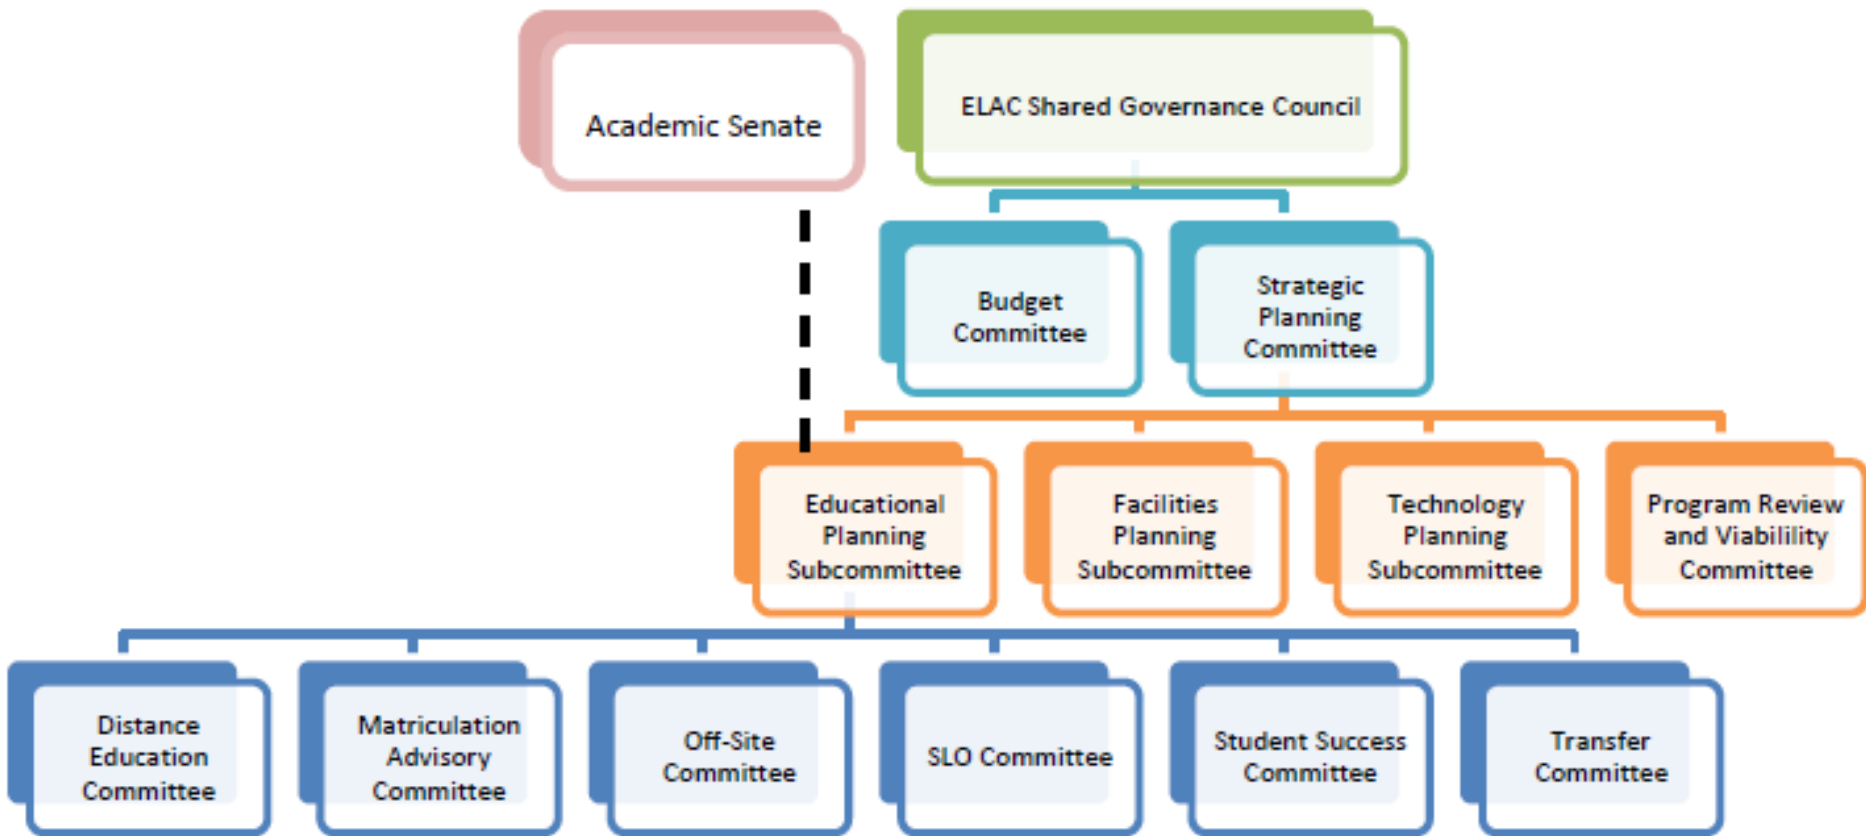 Academic Senate
ELAC Shared Governance Council
Budget
Committee
Strategic
Planning
Committee
Educational
Planning
Subcommittee
Facilities
Planning
Subcommittee
Technology
Planning
Subcommittee
Program Review
and Viabilility
Committee
Distance
Education
Committee
Matriculation
Advisory
Committee
Off-Site
Committee
SLO Committee
Student Success
Committee
Transfer
Committee